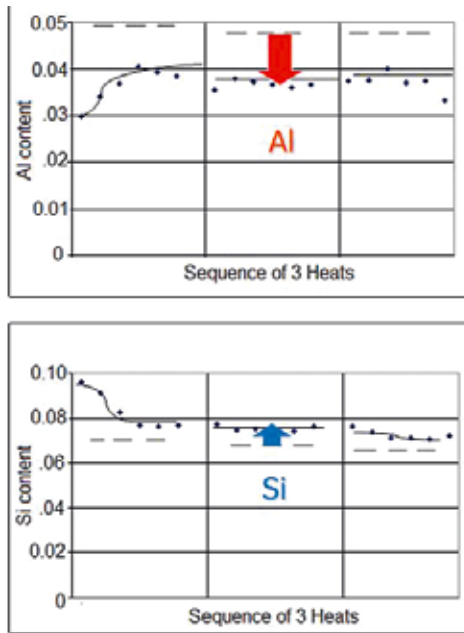 0.05
0.04
.03
.02
0.01
0
Al content
Al
Sequence of 3 Heats
0.10
0.08
.06
.04
0.02
0
Si content
Si
Sequence of 3 Heats